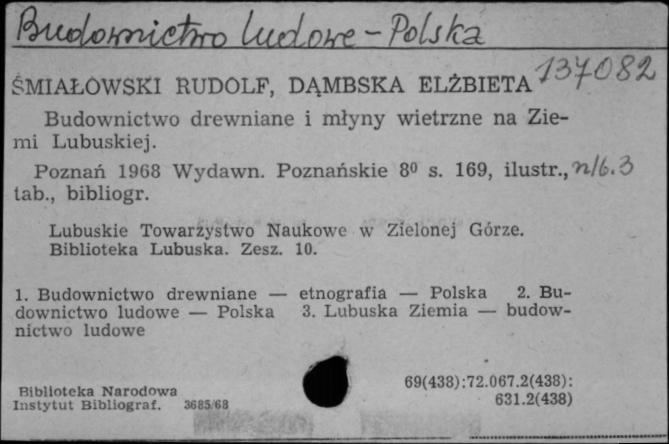 Budownictwo ludowe - Polska
137082
ŚMIAŁOWSKI RUDOLF, DĄMBSKA ELŻBIETA
Budownictwo drewniane i młyny wietrzne na Zie-
mi Lubuskiej.
Poznań 1968 Wydawn. Poznańskie 8⁰ s. 169, ilustr., n/6.3
tab., bibliogr.
Lubuskie Towarzystwo Naukowe w Zielonej Górze.
Biblioteka Lubuska. Zesz. 10.
1. Budownictwo drewniane — etnografia — Polska 2. Bu-
downictwo ludowe — Polska 3. Lubuska Ziemia — budow-
nictwo ludowe
Biblioteka Narodowa
Instytut Bibliograf. 3685/68
69(438):72.067.2(438):
631.2(438)